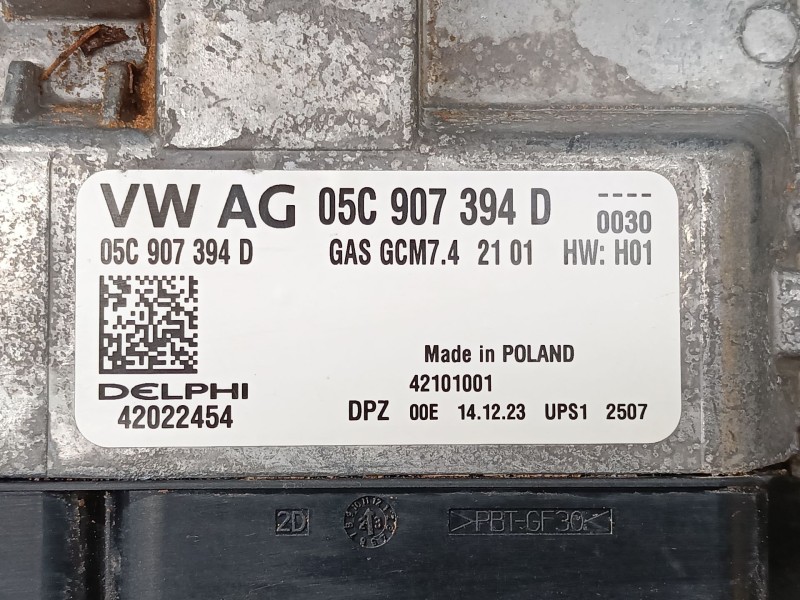 VW AG 05C 907 394 D ----
0030
05C 907 394 D GAS GCM7.4 21 01 HW: H01
Made in POLAND
DELPHI 42101001
42022454 DPZ 00E 14.12.23 UPS1 2507
2D >PBT-GF30<